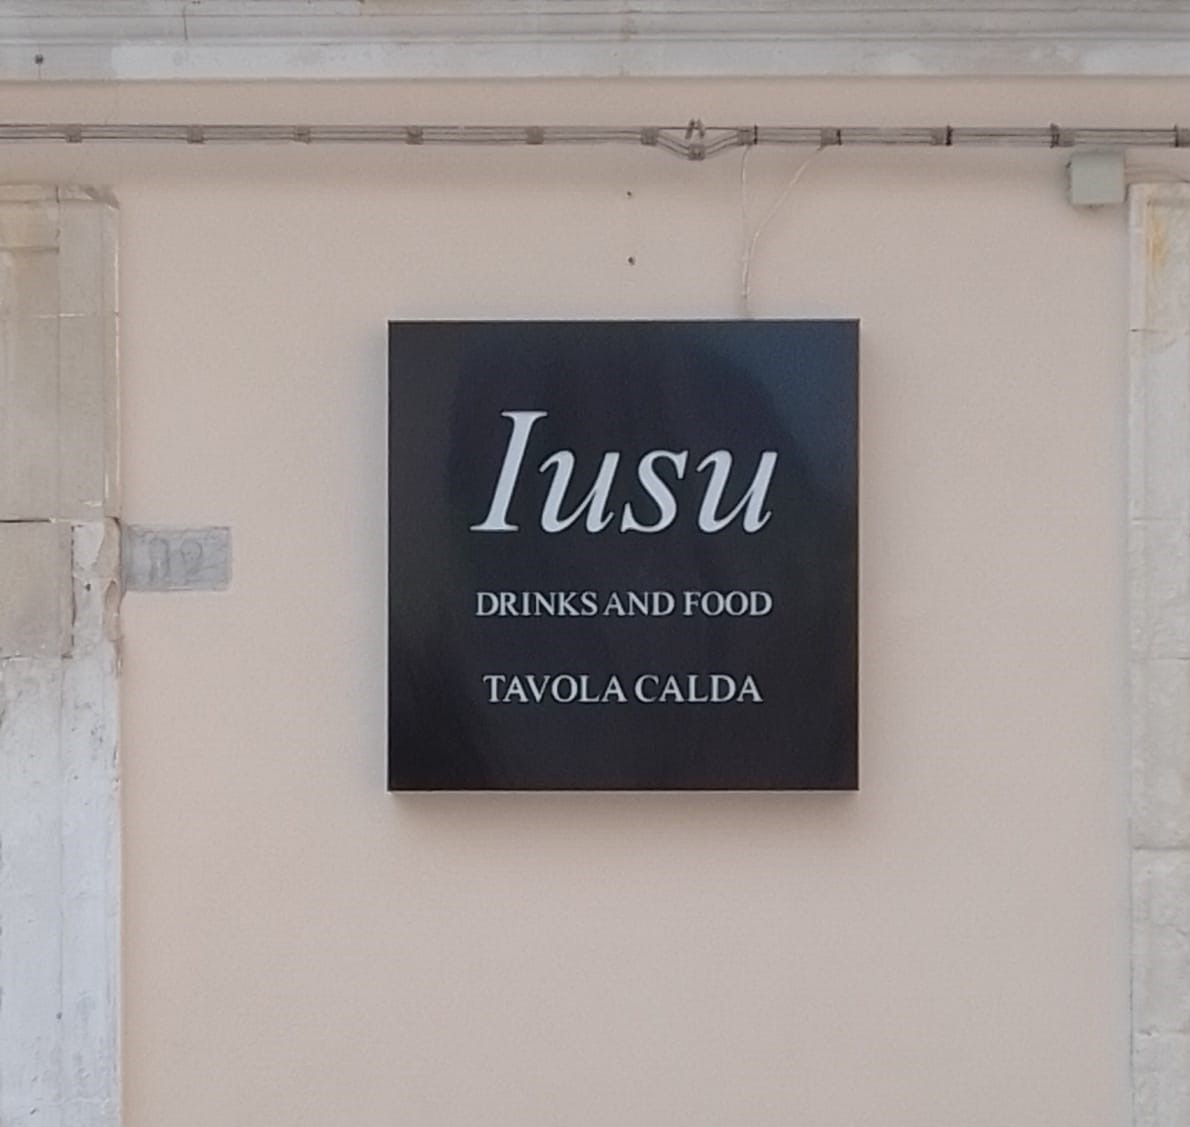 Iusu
DRINKS AND FOOD
TAVOLA CALDA